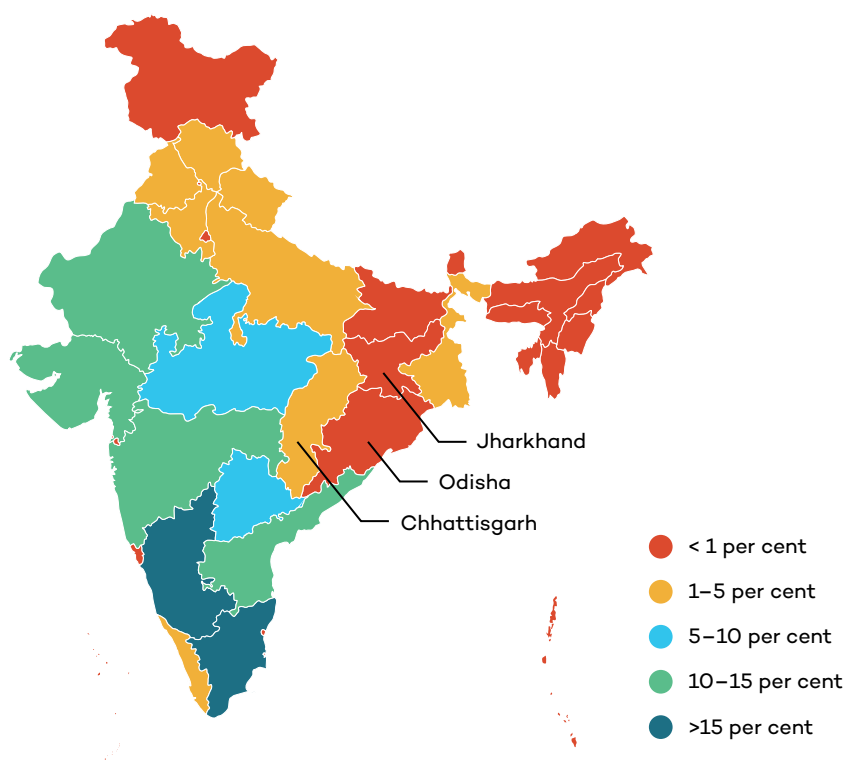 Jharkhand
Odisha
Chhattisgarh
< 1 per cent
1–5 per cent
5–10 per cent
10–15 per cent
>15 per cent